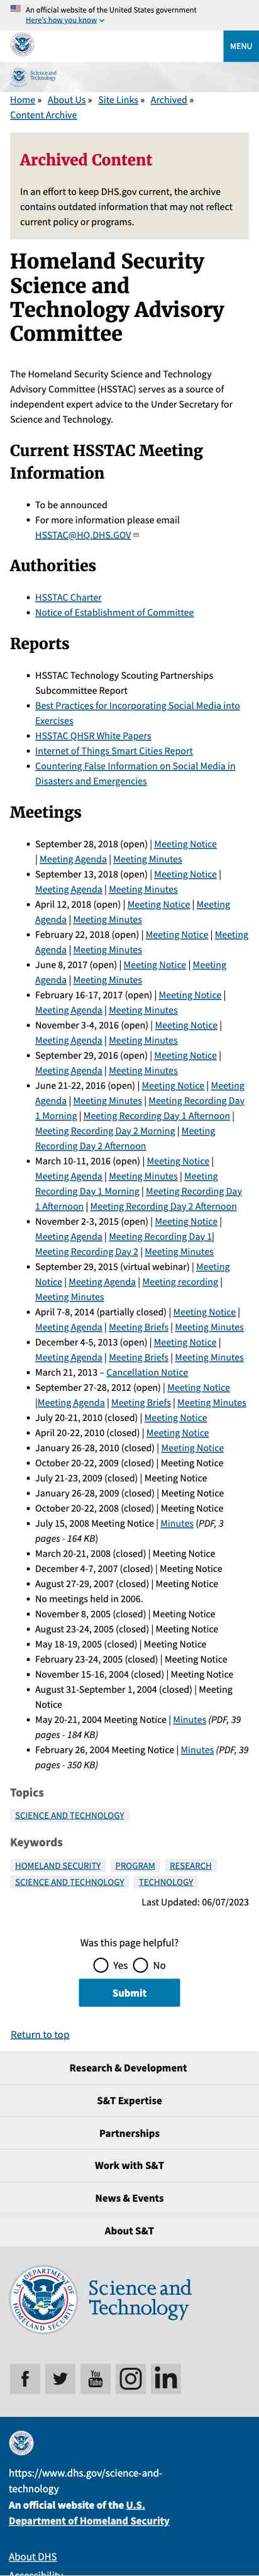 An official website of the United States government
Here's how you know
MENU
Science and
Technology
Home » About Us » Site Links » Archived »
Content Archive
Archived Content
In an effort to keep DHS.gov current, the archive
contains outdated information that may not reflect
current policy or programs.
Homeland Security
Science and
Technology Advisory
Committee
The Homeland Security Science and Technology
Advisory Committee (HSSTAC) serves as a source of
independent expert advice to the Under Secretary for
Science and Technology.
Current HSSTAC Meeting
Information
• To be announced
• For more information please email
HSSTAC@HQ.DHS.GOV
Authorities
• HSSTAC Charter
• Notice of Establishment of Committee
Reports
• HSSTAC Technology Scouting Partnerships
Subcommittee Report
• Best Practices for Incorporating Social Media into
Exercises
• HSSTAC QHSR White Papers
• Internet of Things Smart Cities Report
• Countering False Information on Social Media in
Disasters and Emergencies
Meetings
• September 28, 2018 (open) | Meeting Notice
| Meeting Agenda | Meeting Minutes
• September 13, 2018 (open) | Meeting Notice |
Meeting Agenda | Meeting Minutes
• April 12, 2018 (open) | Meeting Notice | Meeting
Agenda | Meeting Minutes
• February 22, 2018 (open) | Meeting Notice | Meeting
Agenda | Meeting Minutes
• June 8, 2017 (open) | Meeting Notice | Meeting
Agenda | Meeting Minutes
• February 16-17, 2017 (open) | Meeting Notice |
Meeting Agenda | Meeting Minutes
• November 3-4, 2016 (open) | Meeting Notice |
Meeting Agenda | Meeting Minutes
• September 29, 2016 (open) | Meeting Notice |
Meeting Agenda | Meeting Minutes
• June 21-22, 2016 (open) | Meeting Notice | Meeting
Agenda | Meeting Minutes | Meeting Recording Day
1 Morning | Meeting Recording Day 1 Afternoon |
Meeting Recording Day 2 Morning | Meeting
Recording Day 2 Afternoon
• March 10-11, 2016 (open) | Meeting Notice |
Meeting Agenda | Meeting Minutes | Meeting
Recording Day 1 Morning | Meeting Recording Day
1 Afternoon | Meeting Recording Day 2 Afternoon
• November 2-3, 2015 (open) | Meeting Notice |
Meeting Agenda | Meeting Recording Day 1|
Meeting Recording Day 2 | Meeting Minutes
• September 29, 2015 (virtual webinar) | Meeting
Notice | Meeting Agenda | Meeting recording |
Meeting Minutes
• April 7-8, 2014 (partially closed) | Meeting Notice |
Meeting Agenda | Meeting Briefs | Meeting Minutes
• December 4-5, 2013 (open) | Meeting Notice |
Meeting Agenda | Meeting Briefs | Meeting Minutes
• March 21, 2013 – Cancellation Notice
• September 27-28, 2012 (open) | Meeting Notice
|Meeting Agenda | Meeting Briefs | Meeting Minutes
• July 20-21, 2010 (closed) | Meeting Notice
• April 20-22, 2010 (closed) | Meeting Notice
• January 26-28, 2010 (closed) | Meeting Notice
• October 20-22, 2009 (closed) | Meeting Notice
• July 21-23, 2009 (closed) | Meeting Notice
• January 26-28, 2009 (closed) | Meeting Notice
• October 20-22, 2008 (closed) | Meeting Notice
• July 15, 2008 Meeting Notice | Minutes (PDF, 3
pages - 164 KB)
• March 20-21, 2008 (closed) | Meeting Notice
• December 4-7, 2007 (closed) | Meeting Notice
• August 27-29, 2007 (closed) | Meeting Notice
• No meetings held in 2006.
• November 8, 2005 (closed) | Meeting Notice
• August 23-24, 2005 (closed) | Meeting Notice
• May 18-19, 2005 (closed) | Meeting Notice
• February 23-24, 2005 (closed) | Meeting Notice
• November 15-16, 2004 (closed) | Meeting Notice
• August 31-September 1, 2004 (closed) | Meeting
Notice
• May 20-21, 2004 Meeting Notice | Minutes (PDF, 39
pages - 184 KB)
• February 26, 2004 Meeting Notice | Minutes (PDF, 39
pages - 350 KB)
Topics
SCIENCE AND TECHNOLOGY
Keywords
HOMELAND SECURITY PROGRAM RESEARCH
SCIENCE AND TECHNOLOGY TECHNOLOGY
Last Updated: 06/07/2023
Was this page helpful?
Yes No
Submit
Return to top
Research & Development
S&T Expertise
Partnerships
Work with S&T
News & Events
About S&T
U.S. DEPARTMENT OF HOMELAND SECURITY
Science and
Technology
You Tube
https://www.dhs.gov/science-and-
technology
An official website of the U.S.
Department of Homeland Security
About DHS
Accessibility